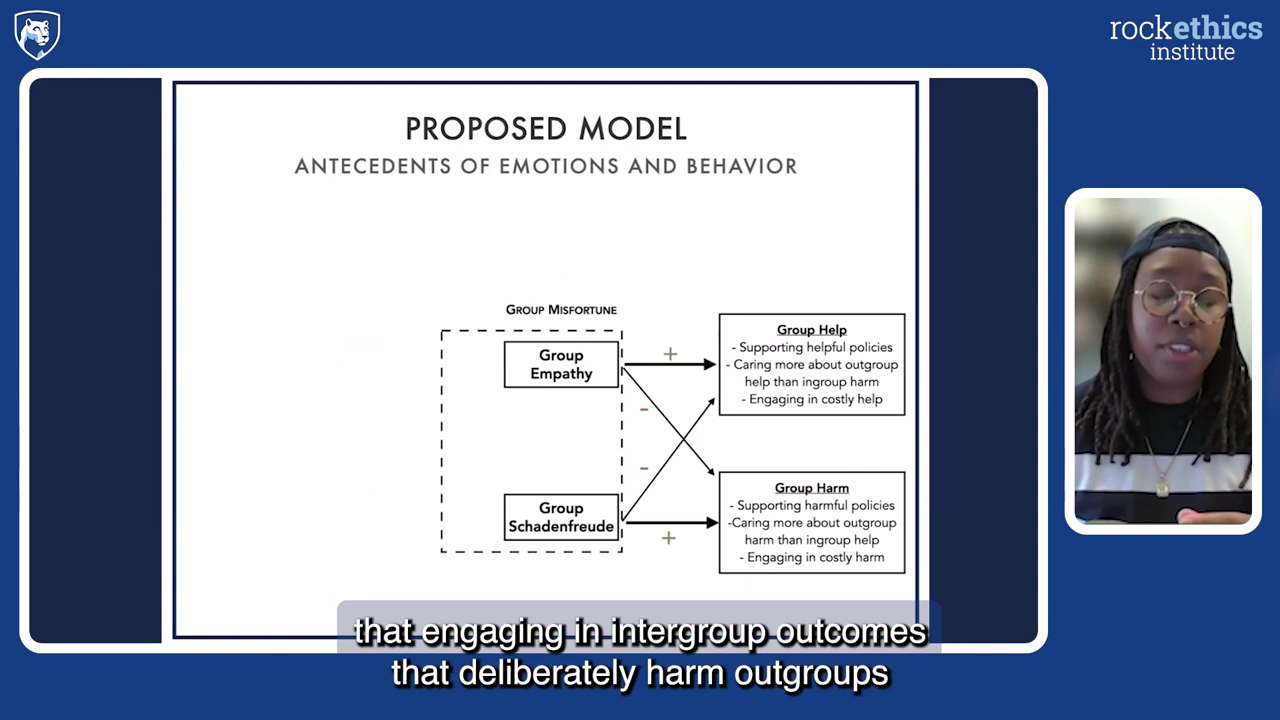 rockethics
institute
PROPOSED MODEL
ANTECEDENTS OF EMOTIONS AND BEHAVIOR
GROUP MISFORTUNE
Group
Empathy
+
-
-
+
Group
Schadenfreude
Group Help
- Supporting helpful policies
- Caring more about outgroup
help than ingroup harm
- Engaging in costly help
Group Harm
- Supporting harmful policies
-Caring more about outgroup
harm than ingroup help
- Engaging in costly harm
that engaging in intergroup outcomes
that deliberately harm outgroups